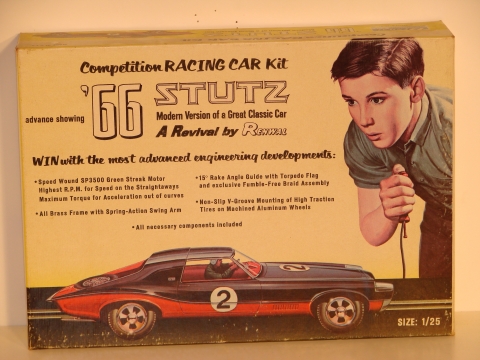 Competition RACING CAR Kit
advance showing '66 STUTZ
Modern Version of a Great Classic Car
A Revival by RENWAL
WIN with the most advanced engineering developments:
• Speed Wound SP3500 Green Streak Motor
Highest R.P.M. for Speed on the Straightaways
Maximum Torque for Acceleration out of curves
• All Brass Frame with Spring-Action Swing Arm
• 15° Rake Angle Guide with Torpedo Flag
and exclusive Fumble-Free Braid Assembly
• Non-Slip V-Groove Mounting of High Traction
Tires on Machined Aluminum Wheels
• All necessary components included
2
2
SIZE: 1/25